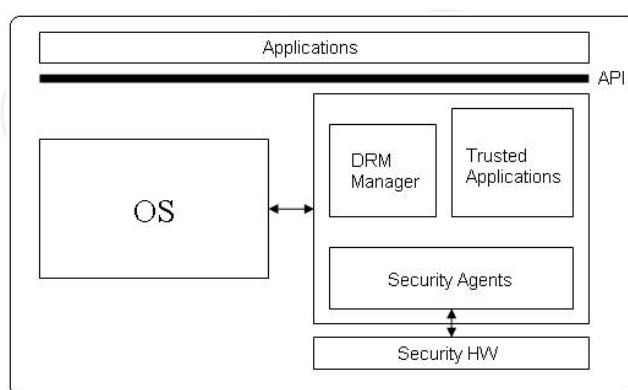 Applications
API
DRM
Manager
Trusted
Applications
OS
Security Agents
Security HW